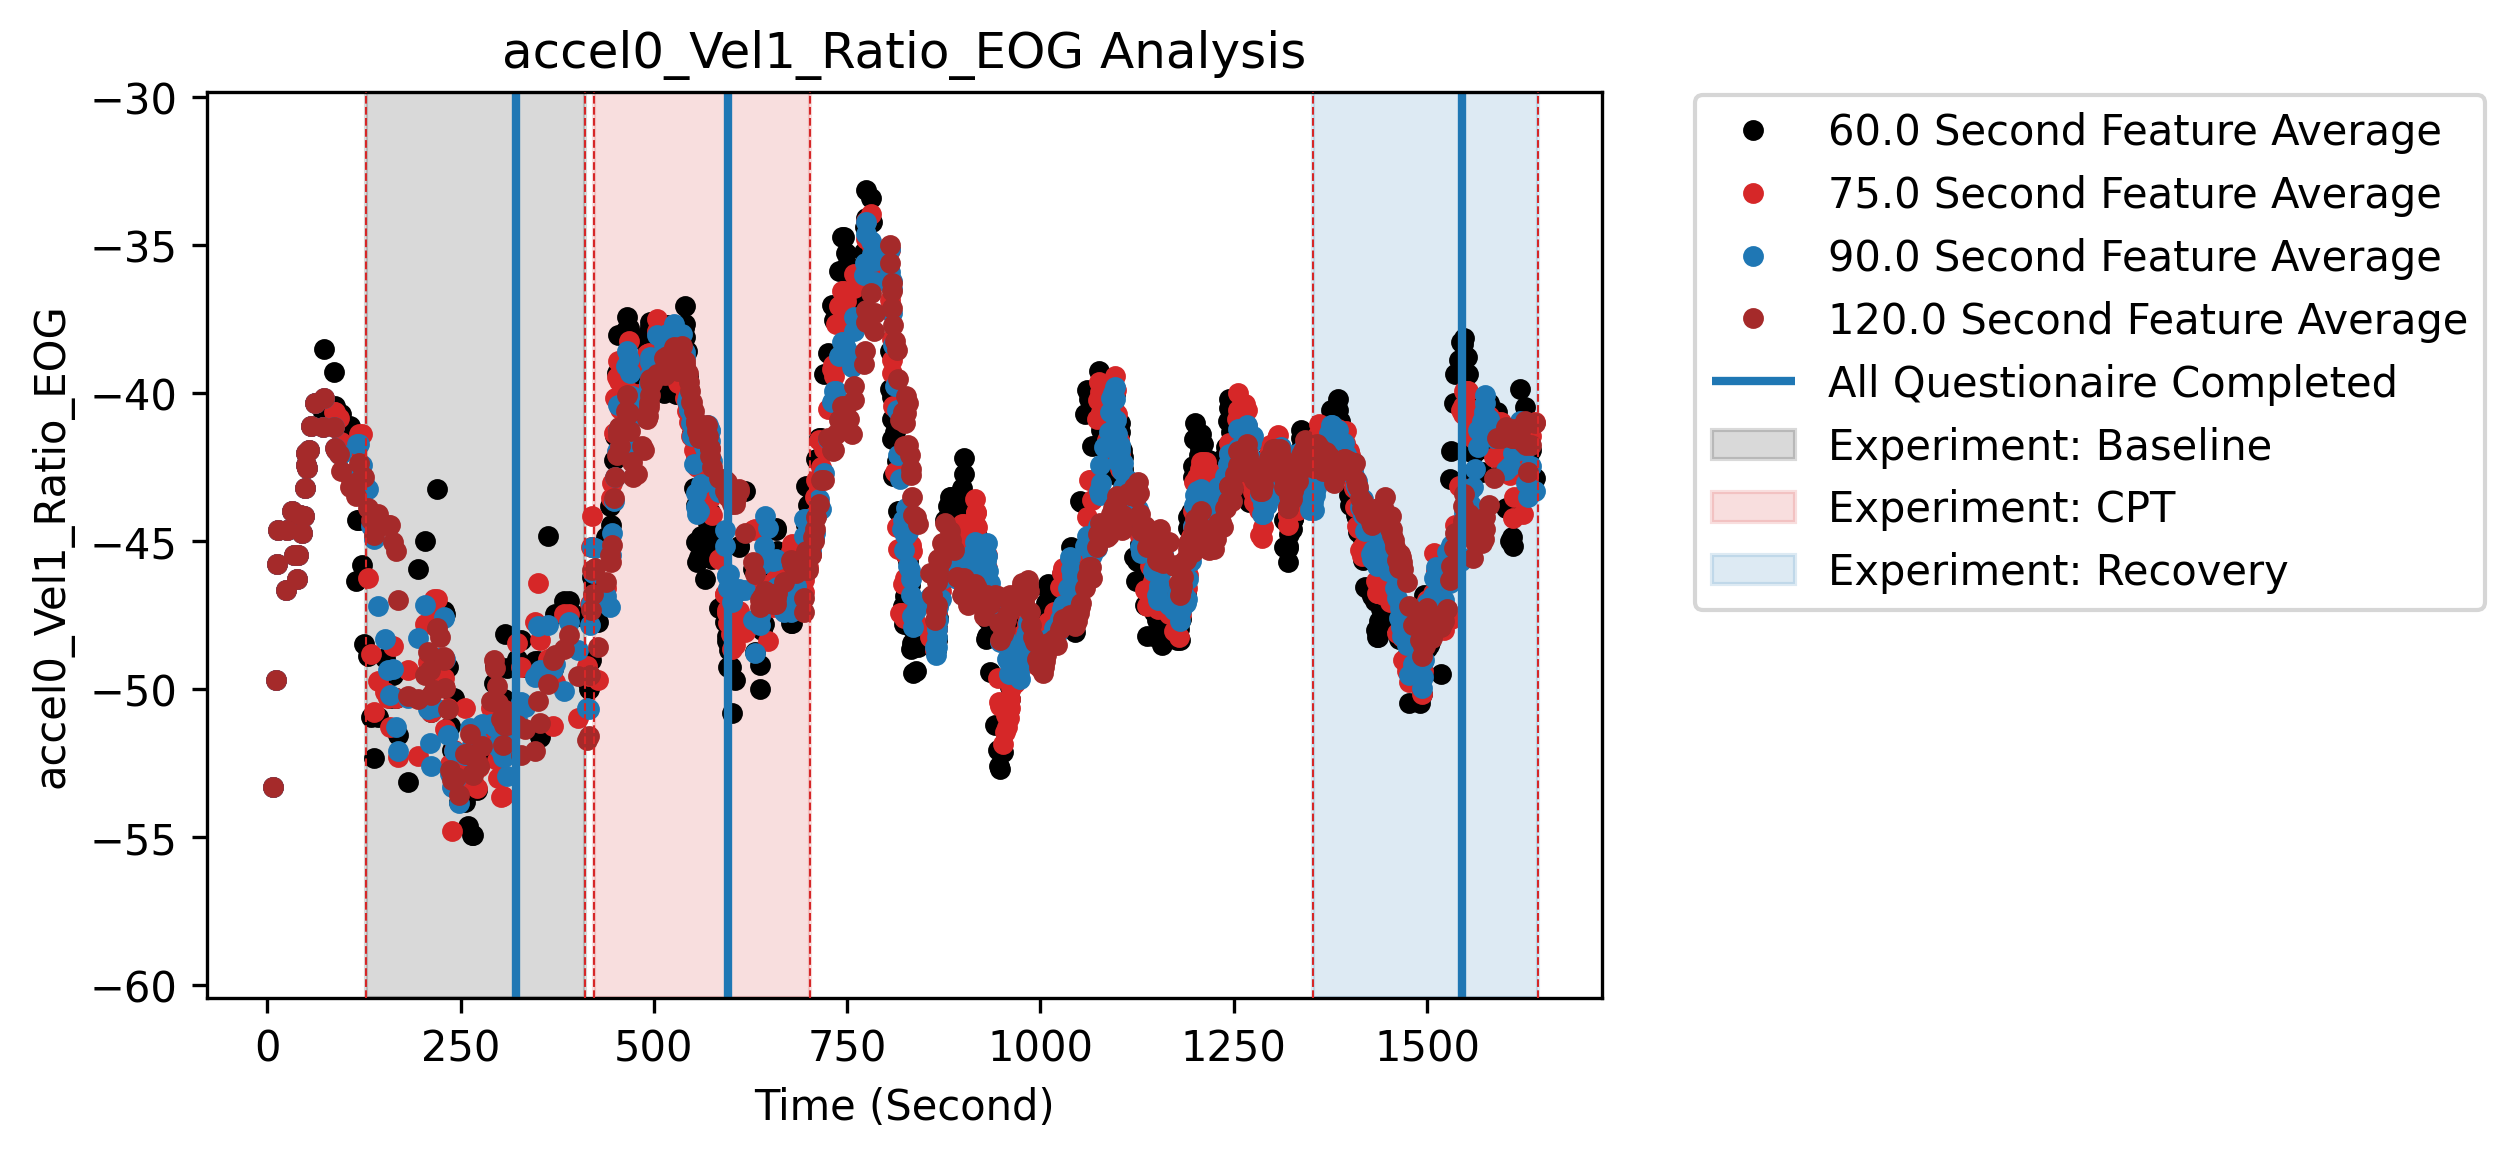 accel0_Vel1_Ratio_EOG Analysis
accel0_Vel1_Ratio_EOG
−30
−35
−40
−45
−50
−55
−60
0 250 500 750 1000 1250 1500
Time (Second)
60.0 Second Feature Average
75.0 Second Feature Average
90.0 Second Feature Average
120.0 Second Feature Average
All Questionaire Completed
Experiment: Baseline
Experiment: CPT
Experiment: Recovery